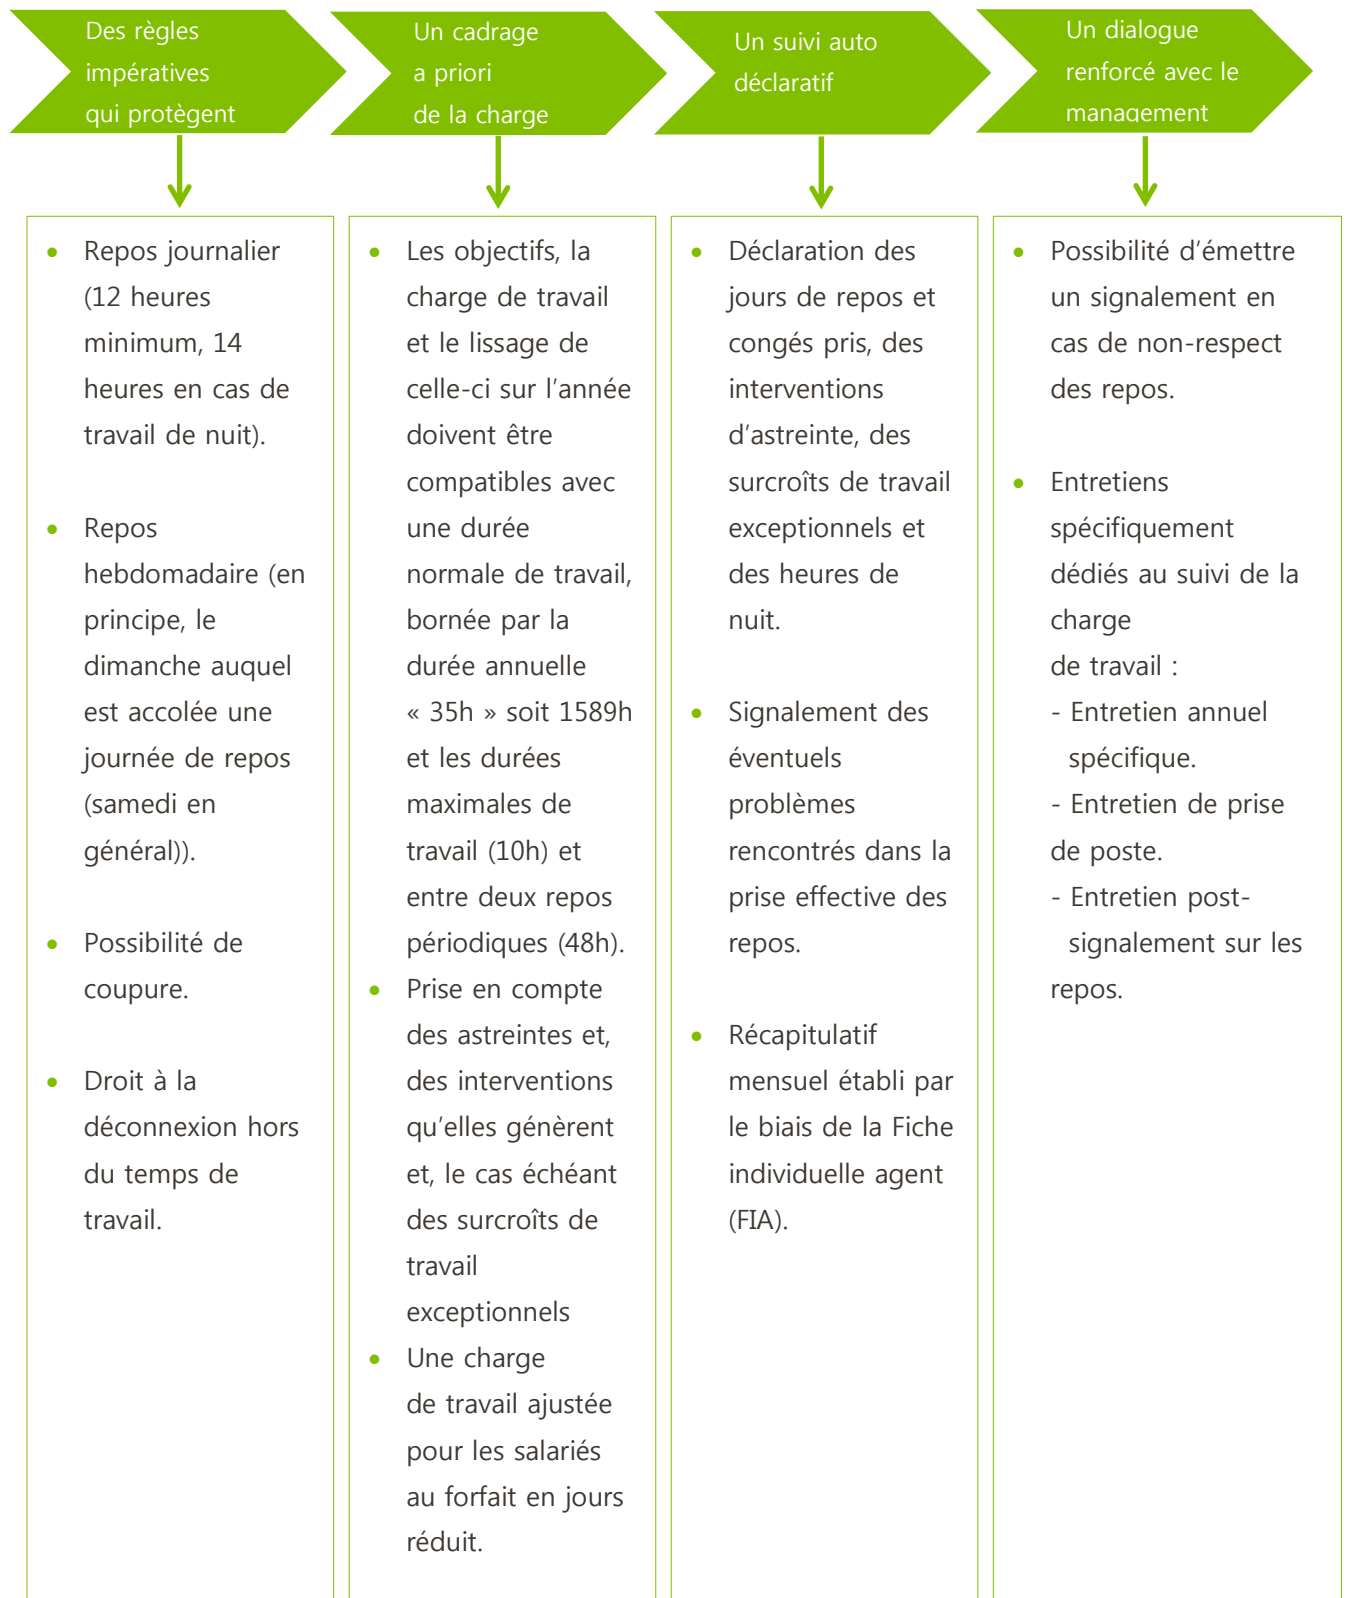 Des règles
impératives
qui protègent
Un cadrage
a priori
de la charge
Un suivi auto
déclaratif
Un dialogue
renforcé avec le
management
• Repos journalier
(12 heures
minimum, 14
heures en cas de
travail de nuit).
• Repos
hebdomadaire (en
principe, le
dimanche auquel
est accolée une
journée de repos
(samedi en
général)).
• Possibilité de
coupure.
• Droit à la
déconnexion hors
du temps de
travail.
• Les objectifs, la
charge de travail
et le lissage de
celle-ci sur l’année
doivent être
compatibles avec
une durée
normale de travail,
bornée par la
durée annuelle
« 35h » soit 1589h
et les durées
maximales de
travail (10h) et
entre deux repos
périodiques (48h).
• Prise en compte
des astreintes et,
des interventions
qu’elles génèrent
et, le cas échéant
des surcroîts de
travail
exceptionnels
• Une charge
de travail ajustée
pour les salariés
au forfait en jours
réduit.
• Déclaration des
jours de repos et
congés pris, des
interventions
d’astreinte, des
surcroîts de travail
exceptionnels et
des heures de
nuit.
• Signalement des
éventuels
problèmes
rencontrés dans la
prise effective des
repos.
• Récapitulatif
mensuel établi par
le biais de la Fiche
individuelle agent
(FIA).
• Possibilité d’émettre
un signalement en
cas de non-respect
des repos.
• Entretiens
spécifiquement
dédiés au suivi de la
charge
de travail :
- Entretien annuel
spécifique.
- Entretien de prise
de poste.
- Entretien post-
signalement sur les
repos.